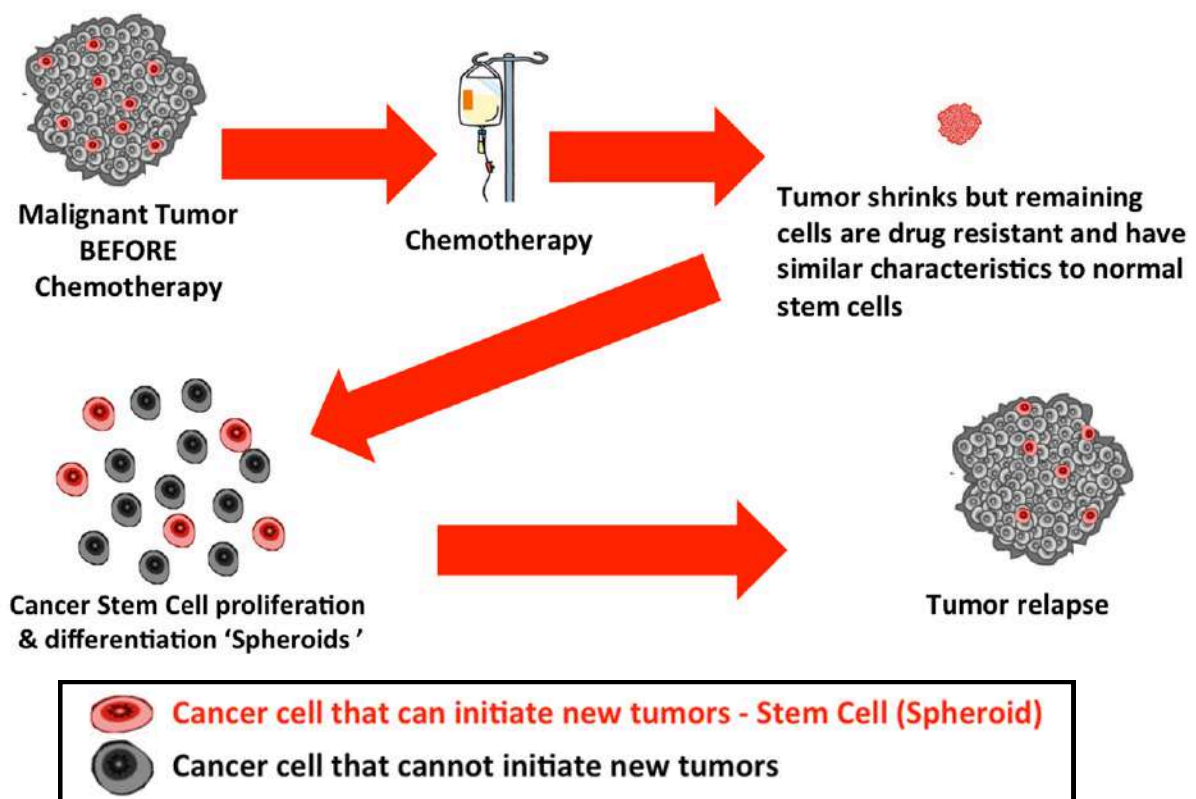 Malignant Tumor
BEFORE
Chemotherapy
Chemotherapy
Tumor shrinks but remaining
cells are drug resistant and have
similar characteristics to normal
stem cells
Cancer Stem Cell proliferation
& differentiation ‘Spheroids ’
Tumor relapse
Cancer cell that can initiate new tumors - Stem Cell (Spheroid)
Cancer cell that cannot initiate new tumors